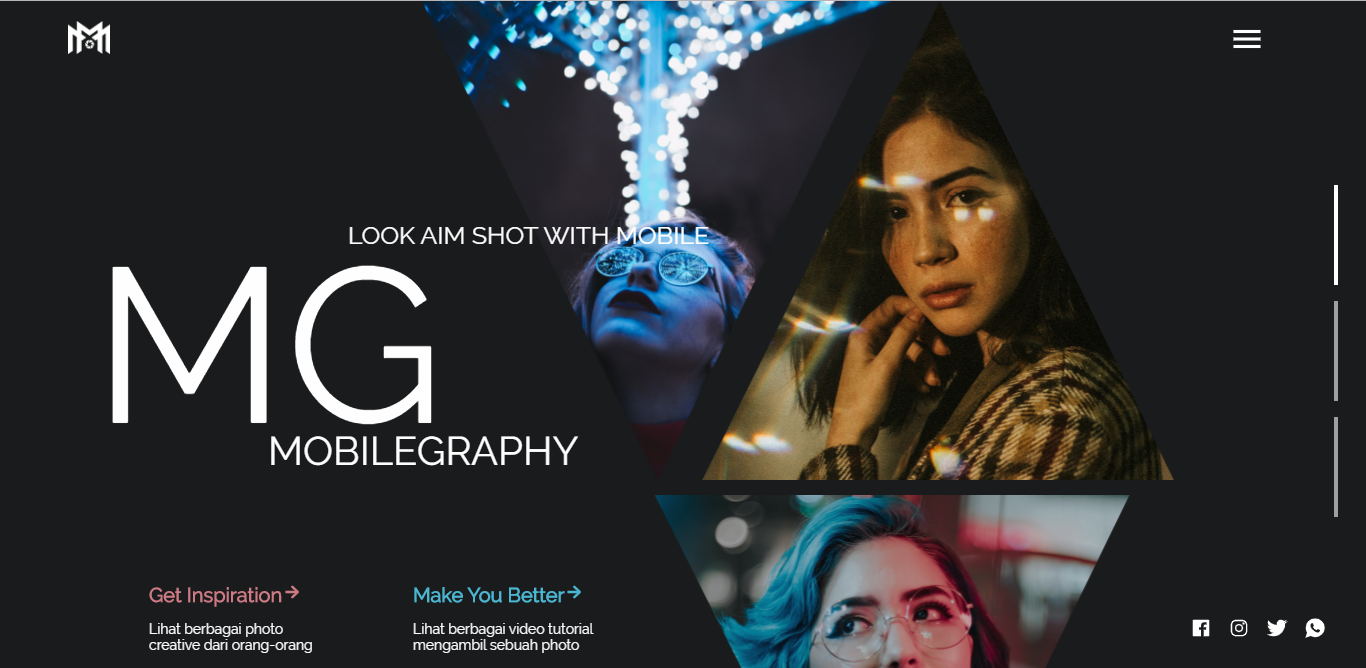 LOOK AIM SHOT WITH MOBILE
MG
MOBILEGRAPHY
Get Inspiration
Lihat berbagai photo
creative dari orang-orang
Make You Better
Lihat berbagai video tutorial
mengambil sebuah photo